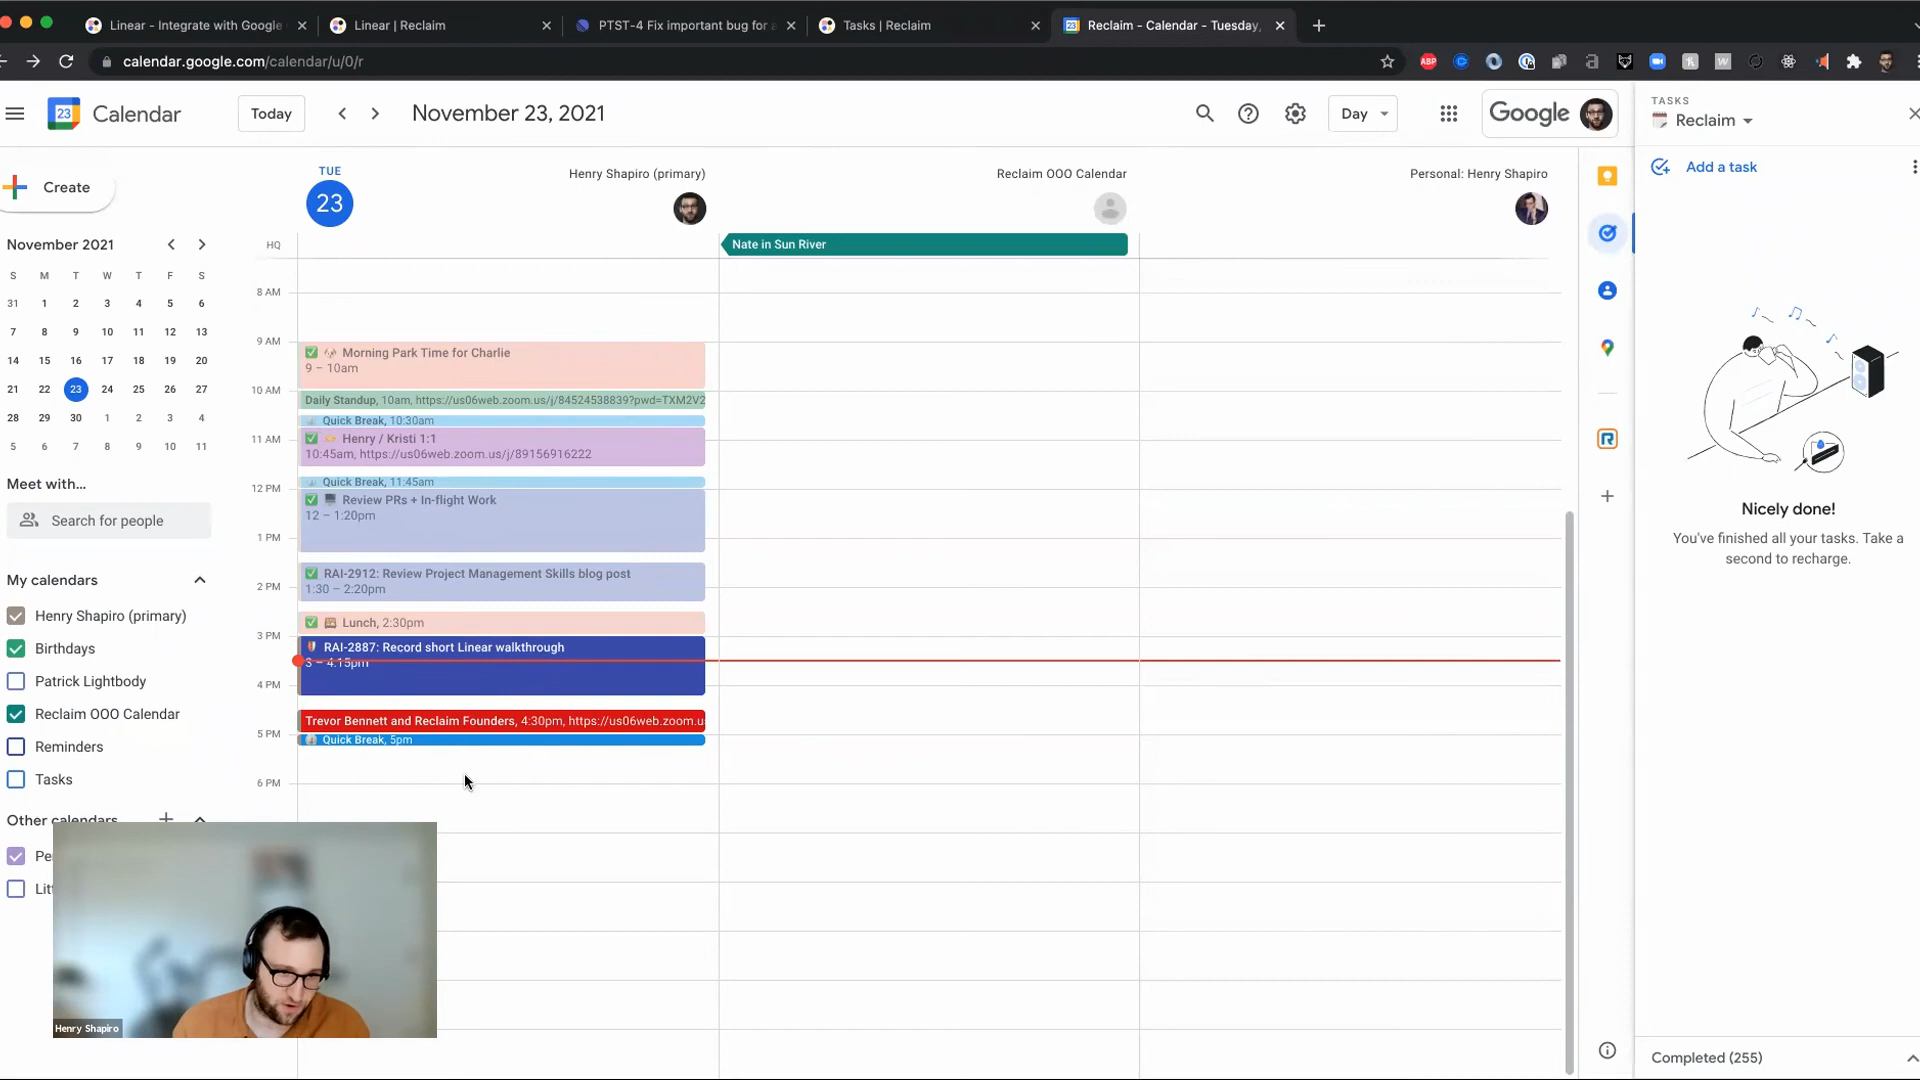 Linear - Integrate with Google
Linear | Reclaim
PTST-4 Fix important bug for a
Tasks | Reclaim
Reclaim - Calendar - Tuesday,
calendar.google.com/calendar/u/0/r
ABP
23
Calendar
Today
November 23, 2021
Day
Google
TASKS
Reclaim
Add a task
Create
TUE
23
Henry Shapiro (primary)
Reclaim OOO Calendar
Personal: Henry Shapiro
HQ
Nate in Sun River
November 2021
S M T W T F S
31 1 2 3 4 5 6
7 8 9 10 11 12 13
14 15 16 17 18 19 20
21 22 23 24 25 26 27
28 29 30 1 2 3 4
5 6 7 8 9 10 11
Meet with...
Search for people
My calendars
Henry Shapiro (primary)
Birthdays
Patrick Lightbody
Reclaim OOO Calendar
Reminders
Tasks
Other calendars
Pe
Lit
8 AM
9 AM
Morning Park Time for Charlie
9 – 10am
10 AM
Daily Standup, 10am, https://us06web.zoom.us/j/84524538839?pwd=TXM2V2
Quick Break, 10:30am
11 AM
Henry / Kristi 1:1
10:45am, https://us06web.zoom.us/j/89156916222
Quick Break, 11:45am
12 PM
Review PRs + In-flight Work
12 – 1:20pm
1 PM
RAI-2912: Review Project Management Skills blog post
1:30 – 2:20pm
2 PM
Lunch, 2:30pm
3 PM
RAI-2887: Record short Linear walkthrough
3 – 4:15pm
4 PM
Trevor Bennett and Reclaim Founders, 4:30pm, https://us06web.zoom.u
5 PM
Quick Break, 5pm
6 PM
Nicely done!
You've finished all your tasks. Take a
second to recharge.
Completed (255)
Henry Shapiro